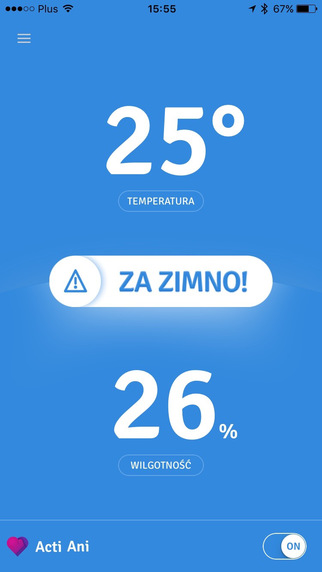 Plus 15:55 67%
25°
TEMPERATURA
ZA ZIMNO!
26%
WILGOTNOŚĆ
Acti Ani ON